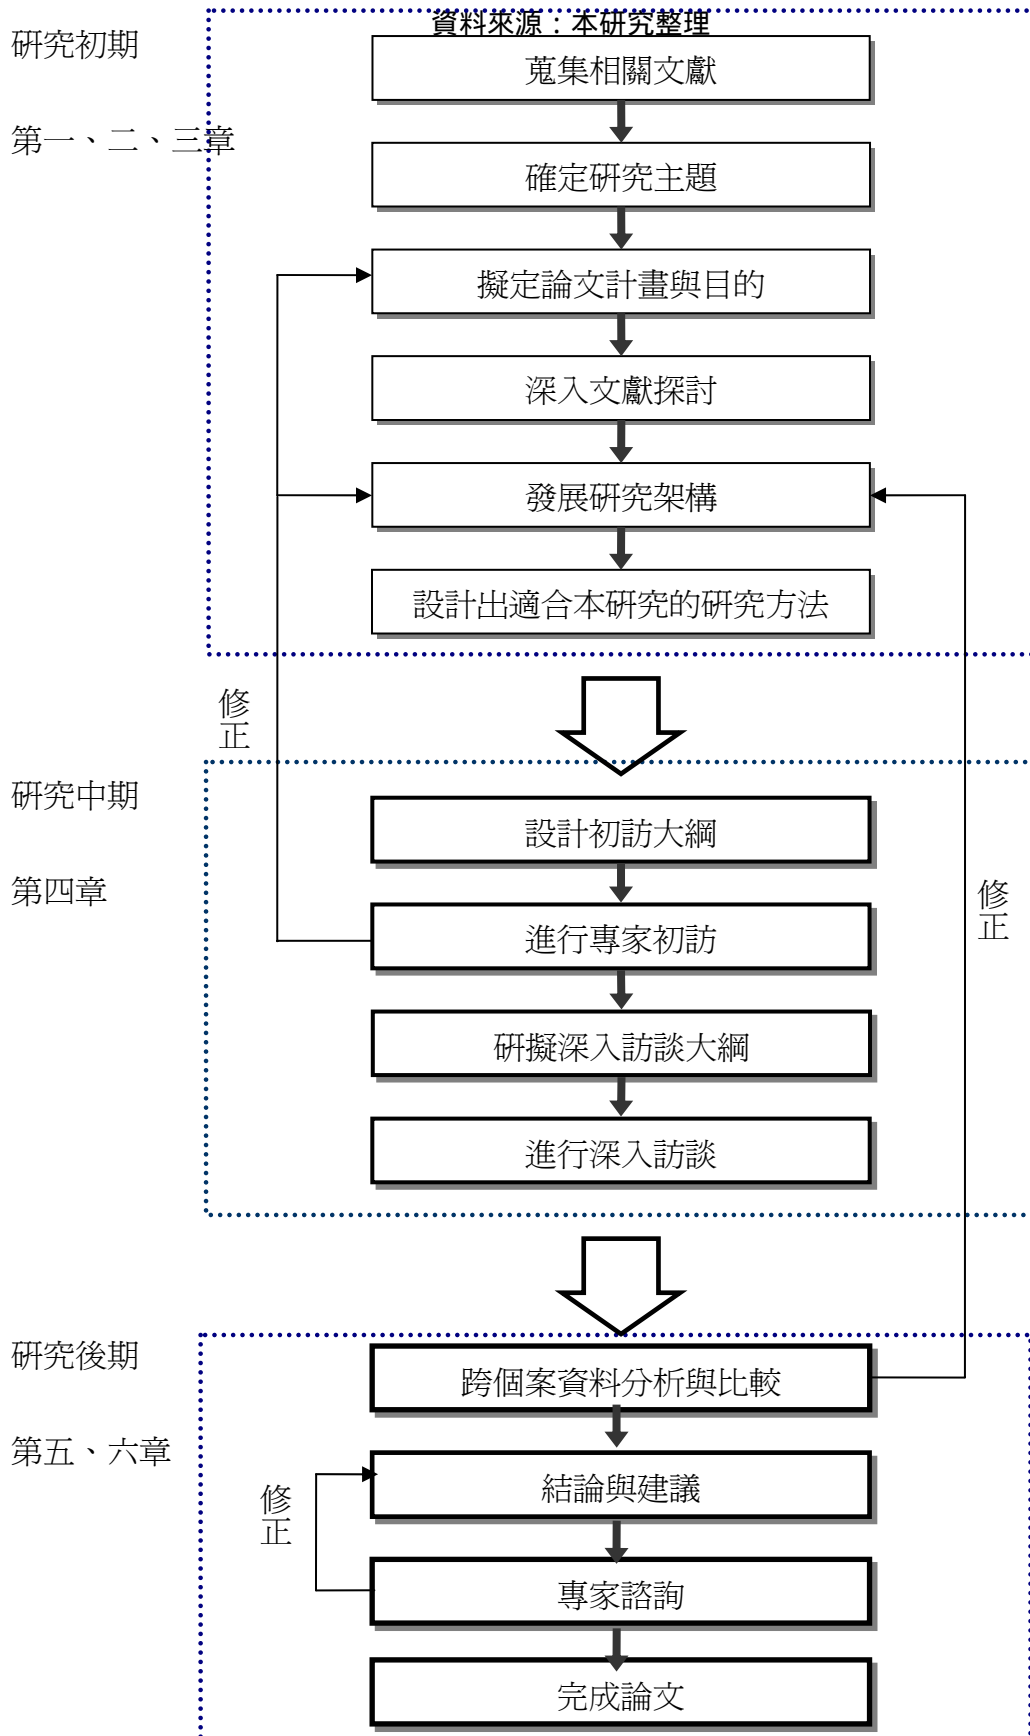 資料來源：本研究整理
研究初期
蒐集相關文獻
第一、二、三章
確定研究主題
擬定論文計畫與目的
深入文獻探討
發展研究架構
設計出適合本研究的研究方法
修正
研究中期
設計初訪大綱
第四章
進行專家初訪
修正
研擬深入訪談大綱
進行深入訪談
研究後期
跨個案資料分析與比較
第五、六章
結論與建議
修正
專家諮詢
完成論文